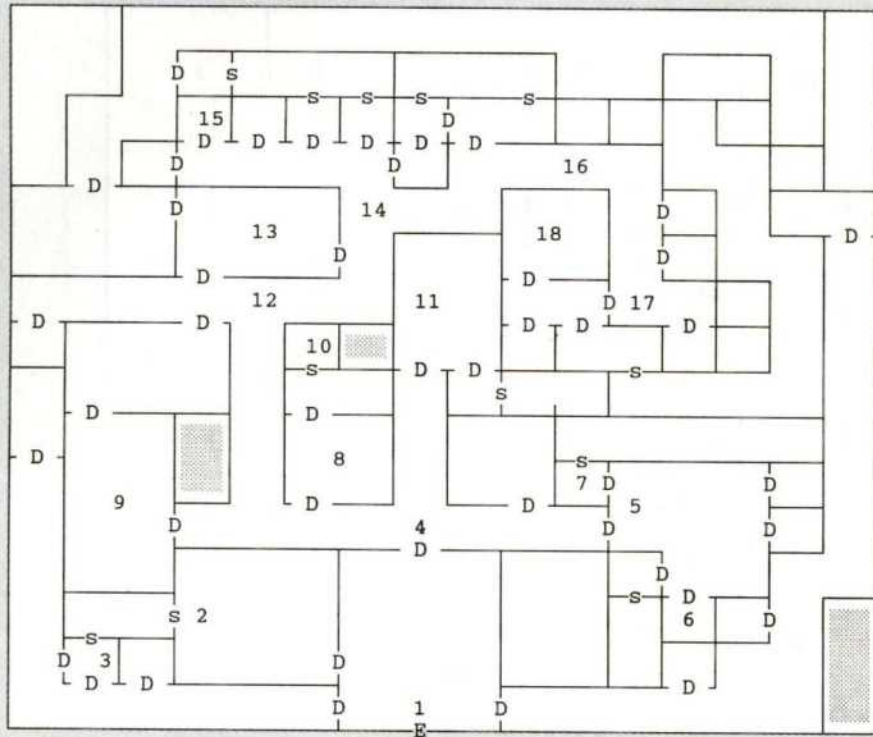 D S
S S S S
15 D
D D D D D D
D D 16
D
D 14 D
13 18 D
D D
D D
12 11 D 17
D D D D D
10
S D D S
S
D D
D 8 S
7 D D
9 D D 5
D 4 D D
D
D
S D
S 2 6 D
S
D 3 D
D D D
1 D
D E